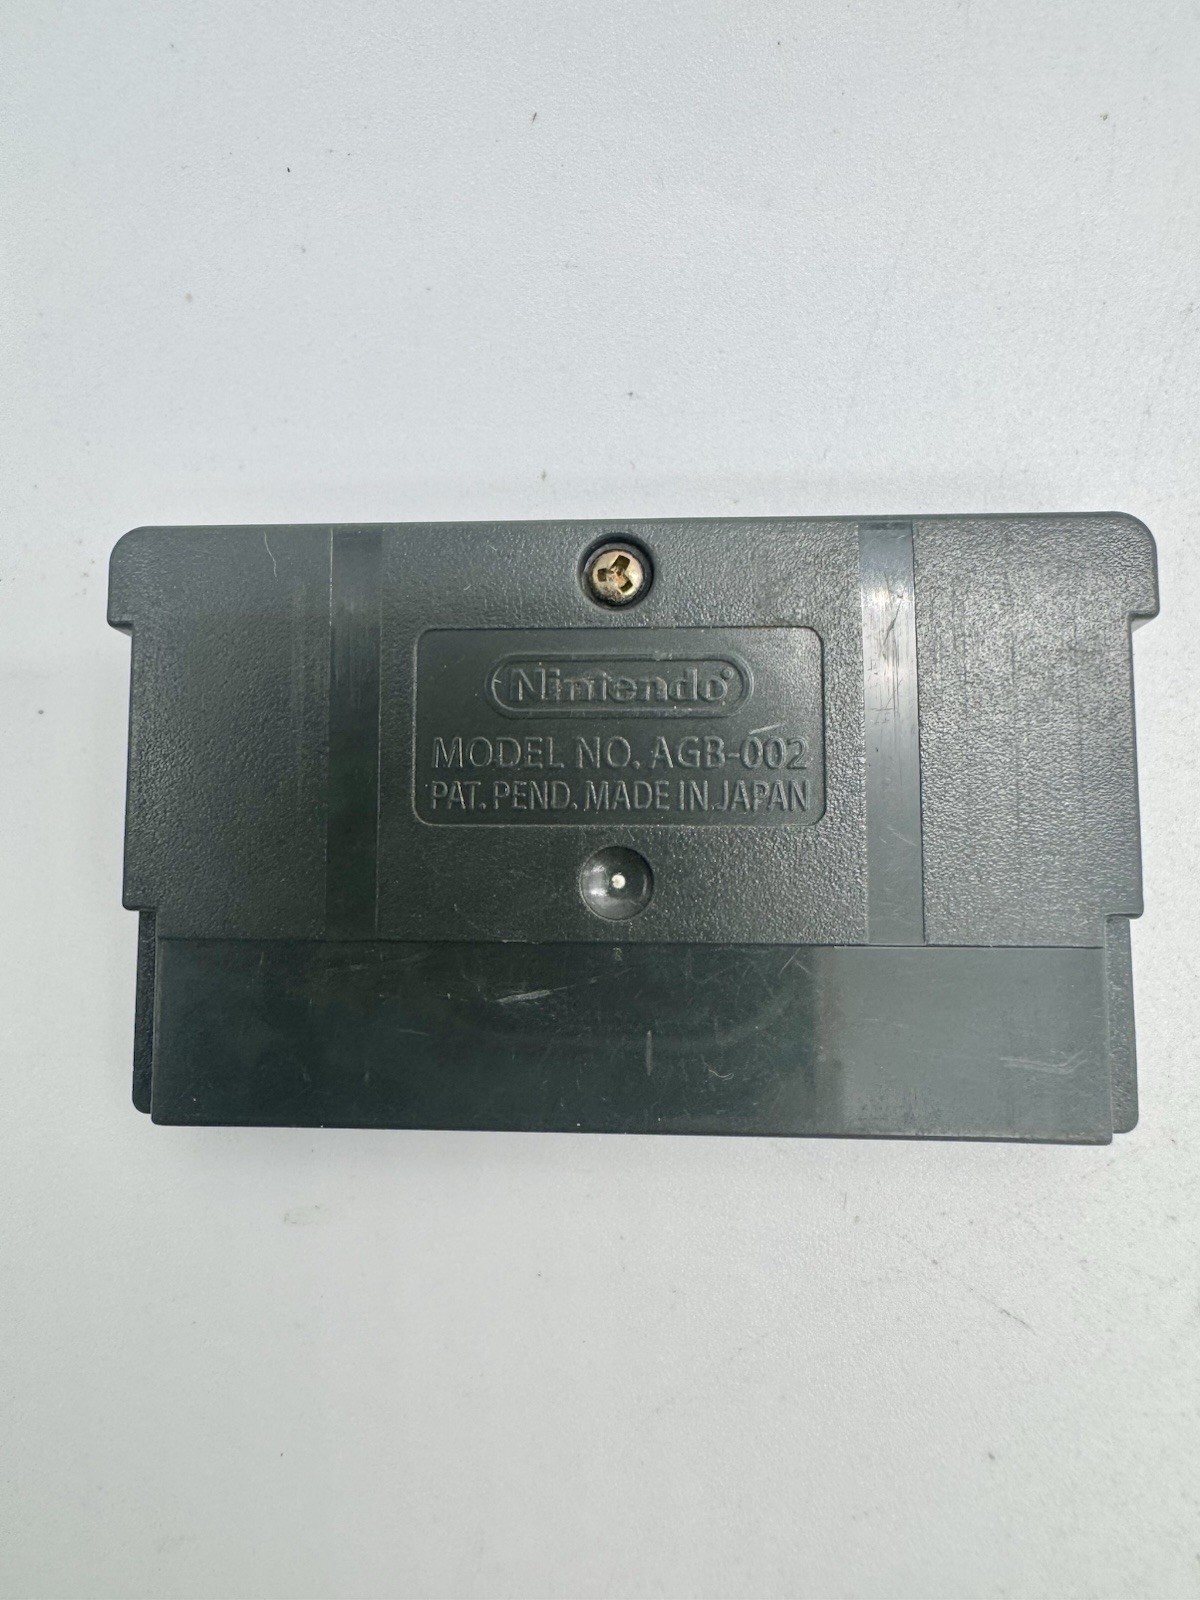 Nintendo
MODEL NO. AGB-002
PAT. PEND. MADE IN JAPAN